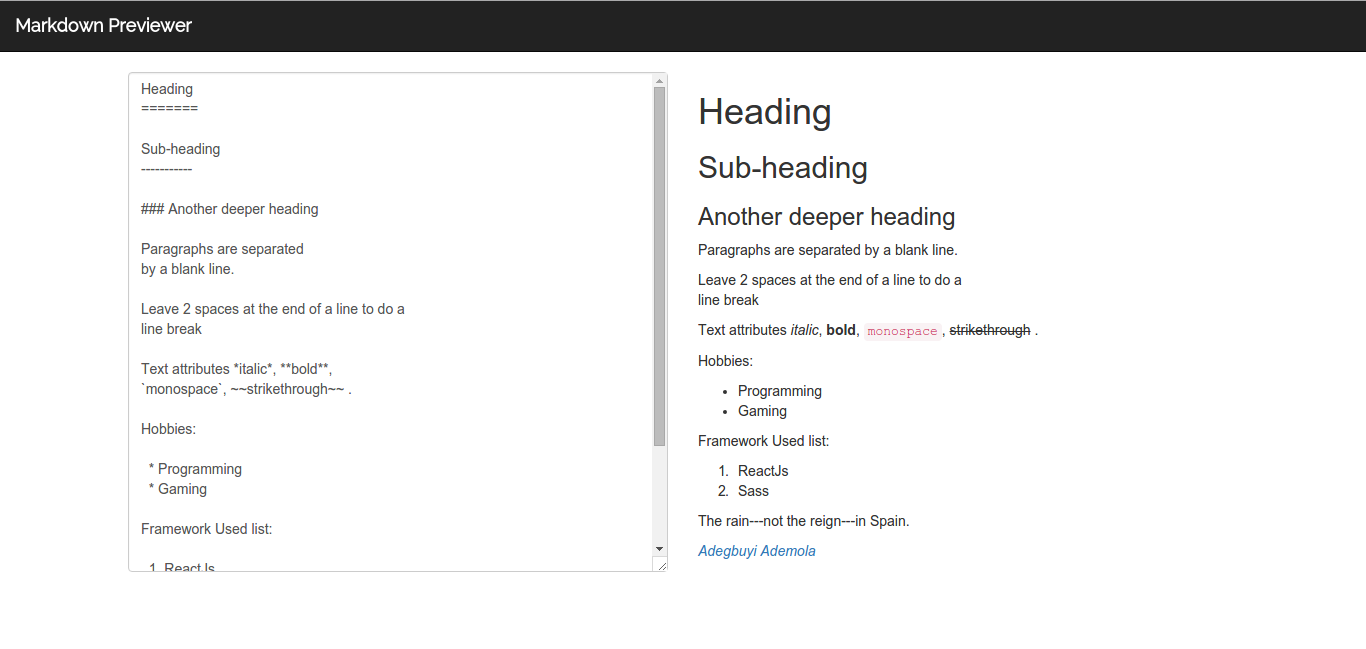 Markdown Previewer
Heading
=======
Sub-heading
-----------
### Another deeper heading
Paragraphs are separated
by a blank line.
Leave 2 spaces at the end of a line to do a
line break
Text attributes *italic*, **bold**,
`monospace`, ~~strikethrough~~ .
Hobbies:
* Programming
* Gaming
Framework Used list:
1. ReactJs
Heading
Sub-heading
Another deeper heading
Paragraphs are separated by a blank line.
Leave 2 spaces at the end of a line to do a
line break
Text attributes italic, bold, monospace, strikethrough .
Hobbies:
• Programming
• Gaming
Framework Used list:
1. ReactJs
2. Sass
The rain---not the reign---in Spain.
Adegbuyi Ademola